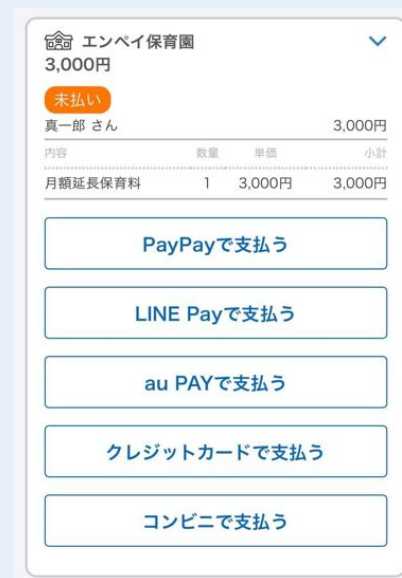 エンペイ保育園
3,000円
未払い
真一郎 さん 3,000円
内容 数量 単価 小計
月額延長保育料 1 3,000円 3,000円
PayPayで支払う
LINE Payで支払う
au PAYで支払う
クレジットカードで支払う
コンビニで支払う